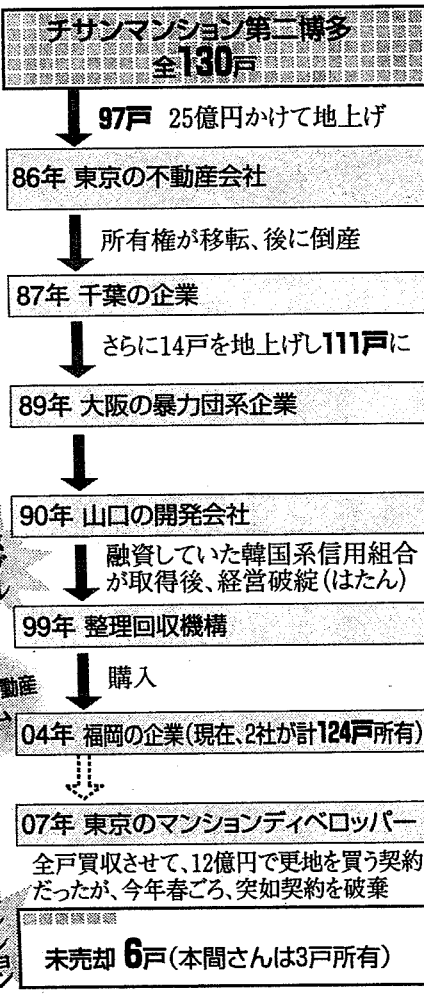 チサンマンション第二博多
全130戸
97戸 25億円かけて地上げ
86年 東京の不動産会社
所有権が移転、後に倒産
87年 千葉の企業
さらに14戸を地上げし111戸に
89年 大阪の暴力団系企業
90年 山口の開発会社
融資していた韓国系信用組合
が取得後、経営破綻(はたん)
99年 整理回収機構
動産
購入
ム
04年 福岡の企業(現在、2社が計124戸所有)
07年 東京のマンションディベロッパー
全戸買収させて、12億円で更地を買う契約
だったが、今年春ごろ、突如契約を破棄
ション
未売却 6戸(本間さんは3戸所有)